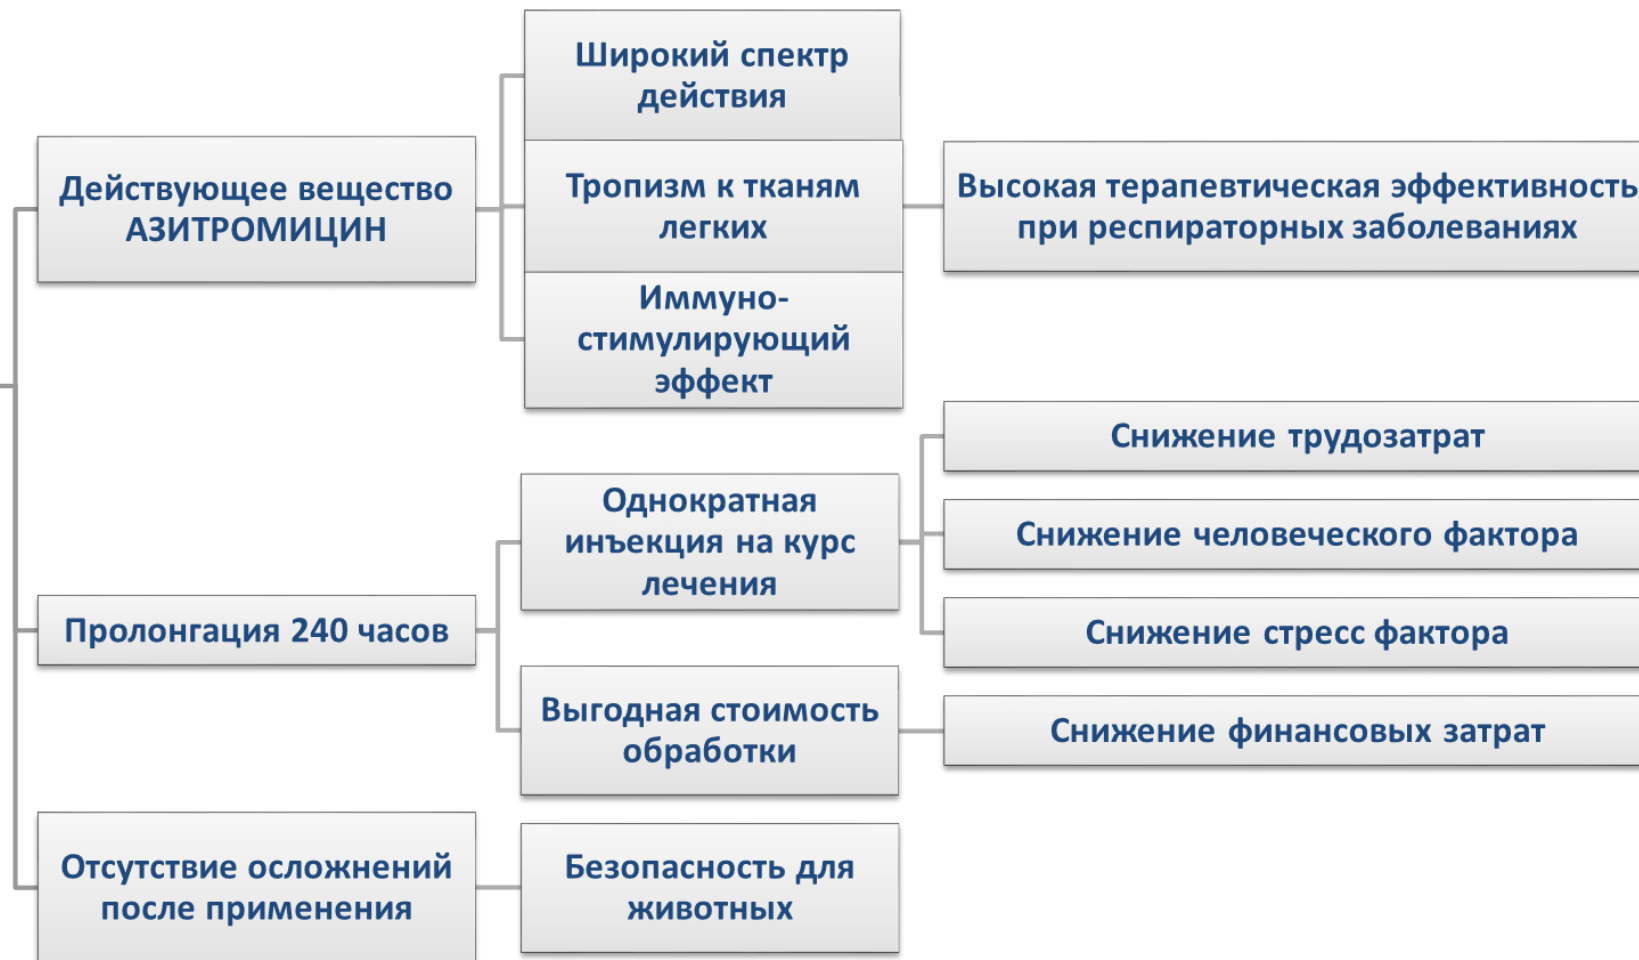 Широкий спектр
действия
Действующее вещество
АЗИТРОМИЦИН
Тропизм к тканям
легких
Высокая терапевтическая эффективность
при респираторных заболеваниях
Иммуно-
стимулирующий
эффект
Пролонгация 240 часов
Однократная
инъекция на курс
лечения
Снижение трудозатрат
Снижение человеческого фактора
Снижение стресс фактора
Выгодная стоимость
обработки
Снижение финансовых затрат
Отсутствие осложнений
после применения
Безопасность для
животных